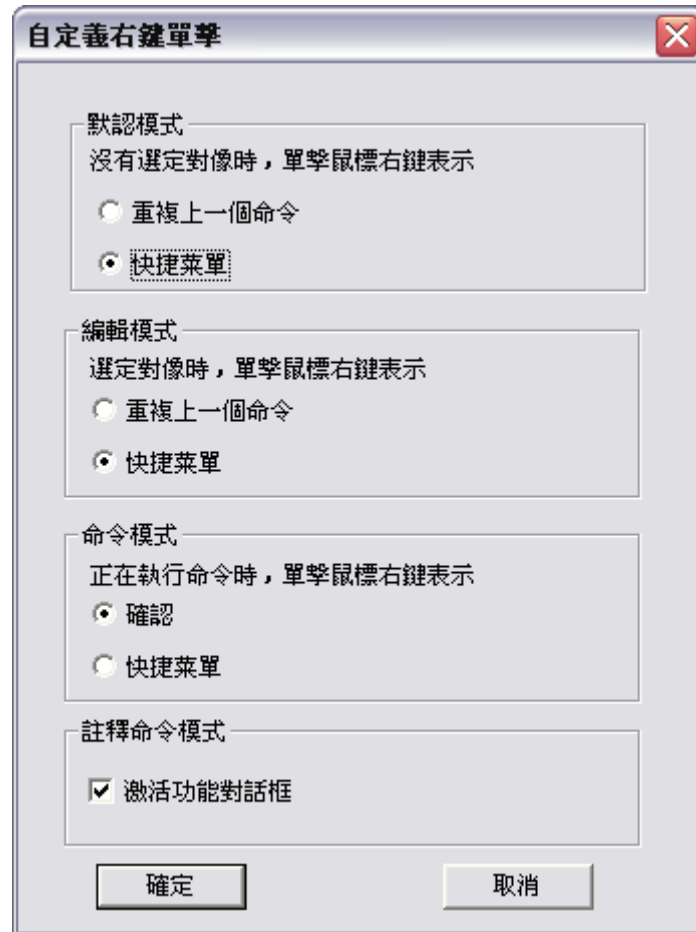 自定義右鍵單擊
默認模式
沒有選定對像時，單擊鼠標右鍵表示
重複上一個命令
快捷菜單
編輯模式
選定對像時，單擊鼠標右鍵表示
重複上一個命令
快捷菜單
命令模式
正在執行命令時，單擊鼠標右鍵表示
確認
快捷菜單
註釋命令模式
激活功能對話框
確定 取消